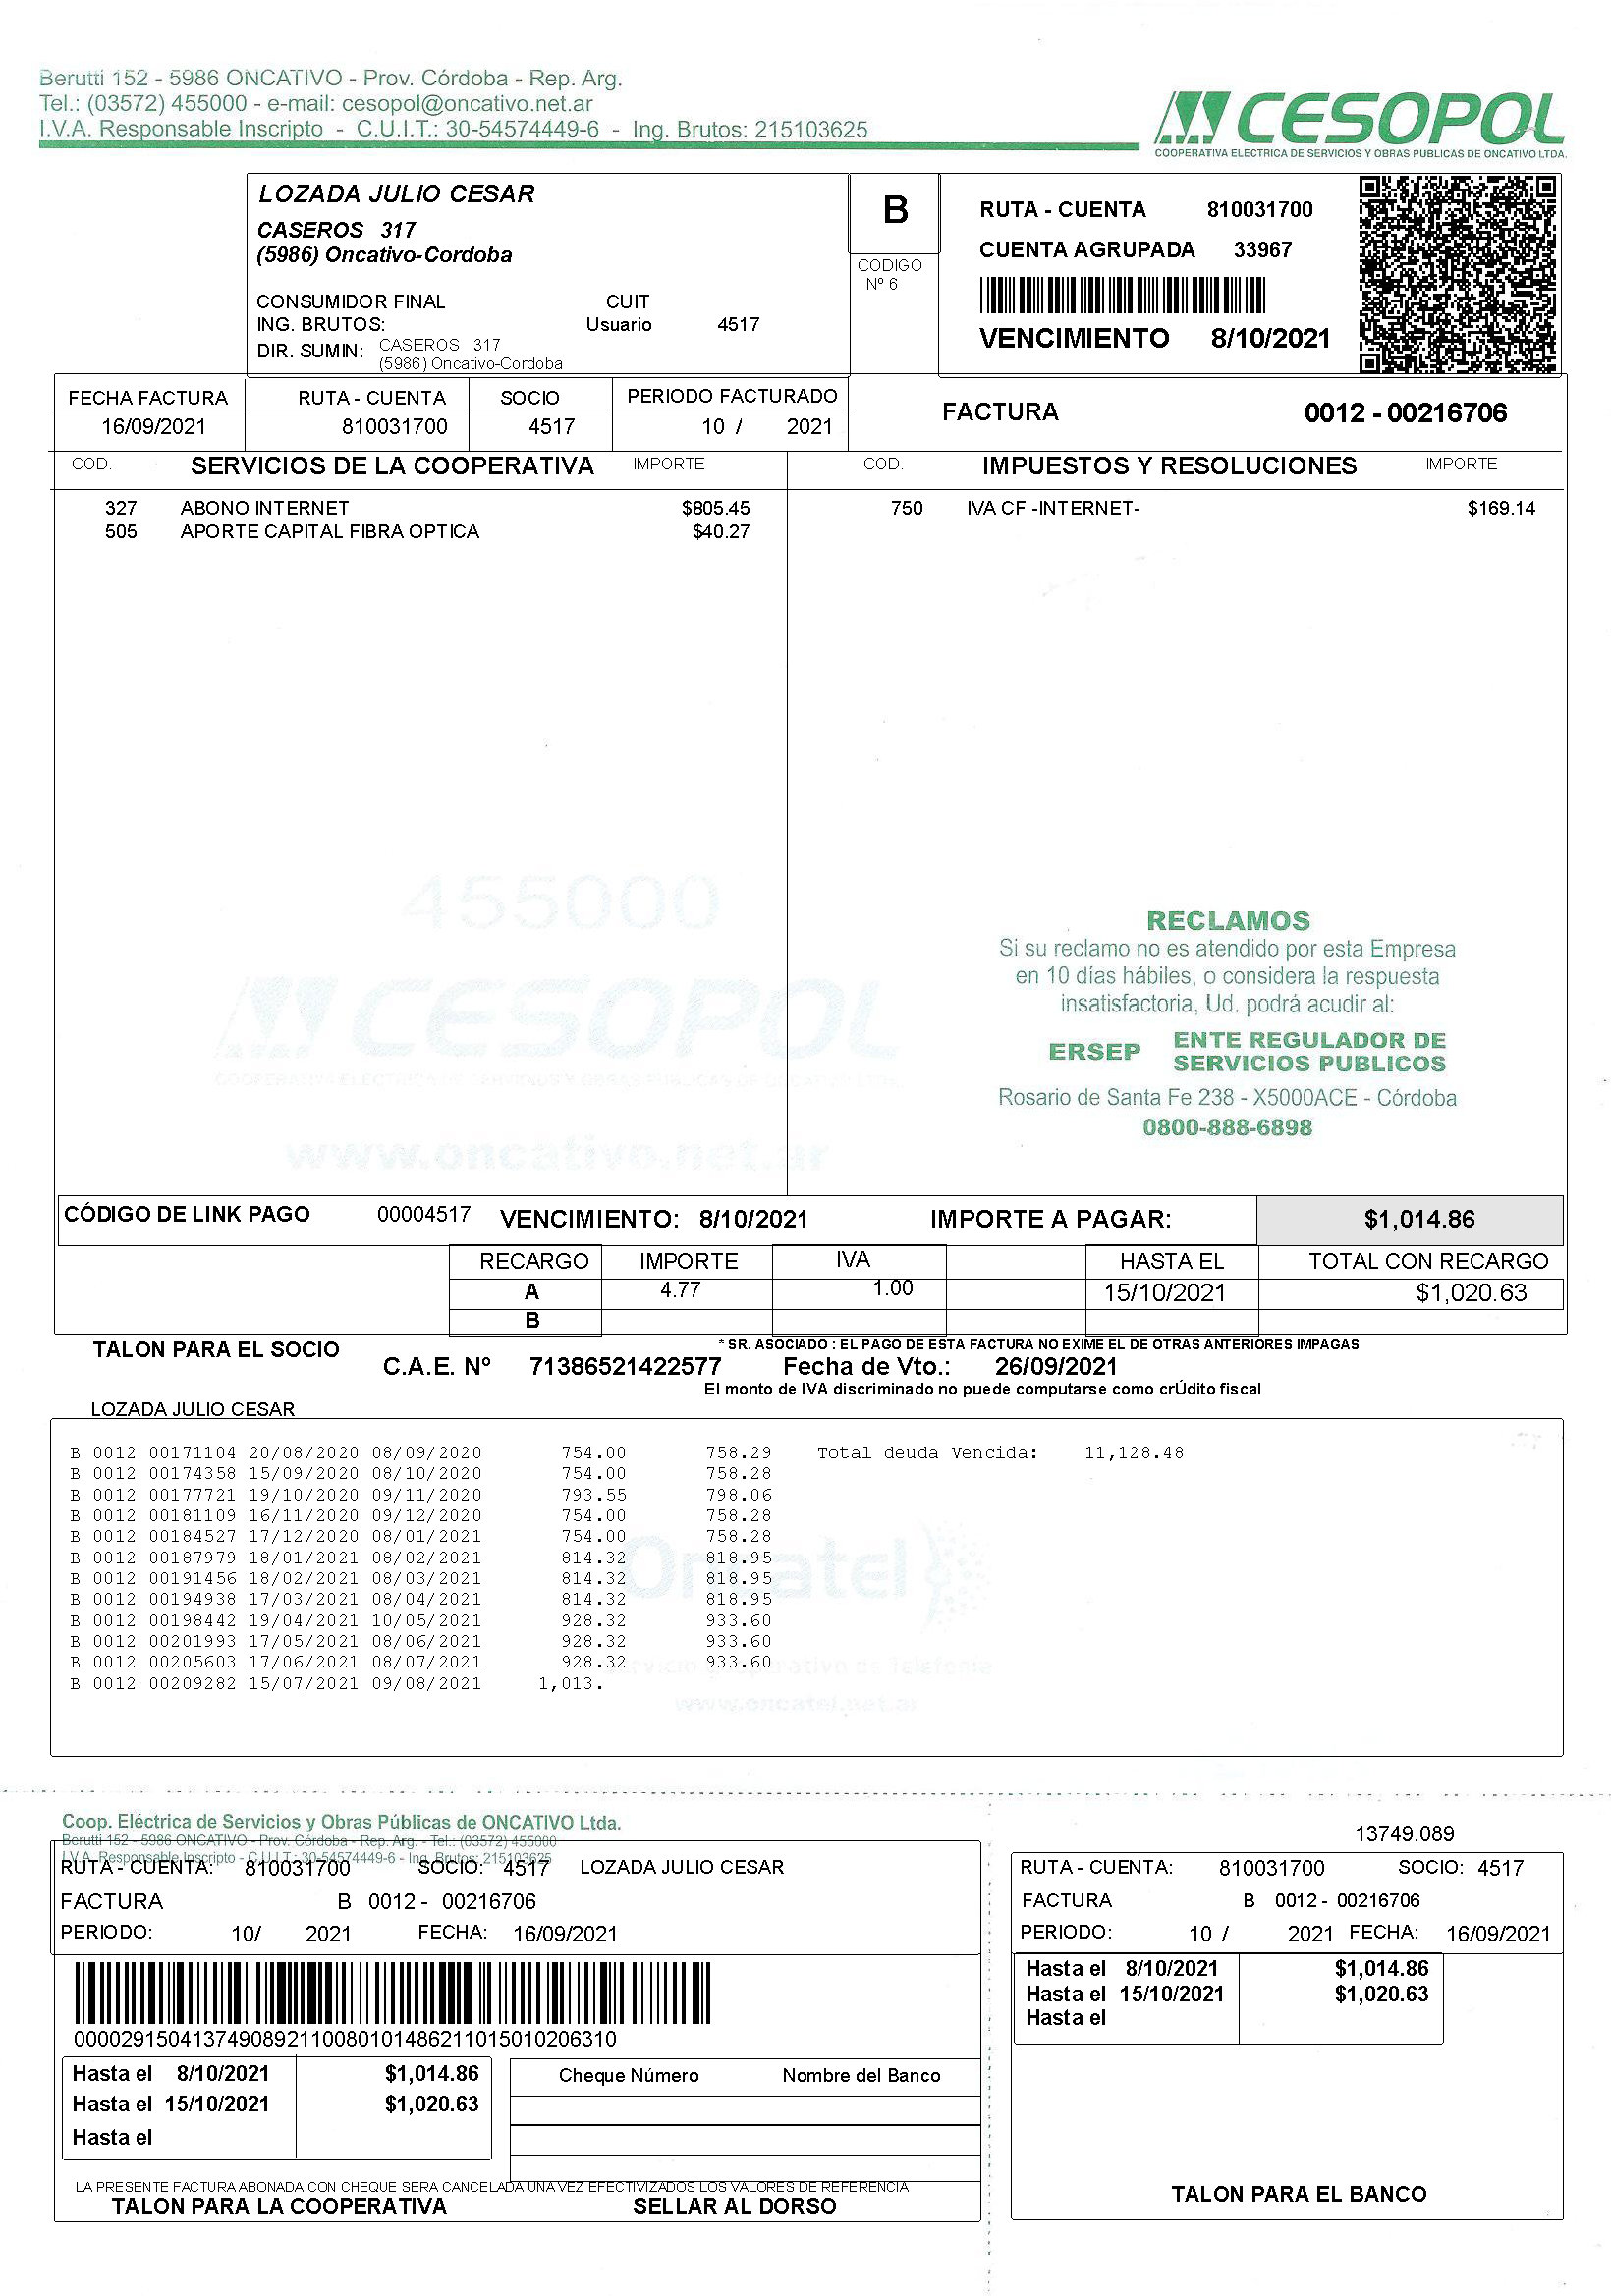 Berutti 152 - 5986 ONCATIVO - Prov. Córdoba - Rep. Arg.
Tel.: (03572) 455000 - e-mail: cesopol@oncativo.net.ar
I.V.A. Responsable Inscripto - C.U.I.T.: 30-54574449-6 - Ing. Brutos: 215103625
CESOPOL
COOPERATIVA ELECTRICA DE SERVICIOS Y OBRAS PUBLICAS DE ONCATIVO LTDA.
LOZADA JULIO CESAR
CASEROS 317
(5986) Oncativo-Cordoba
CONSUMIDOR FINAL CUIT
ING. BRUTOS: Usuario 4517
DIR. SUMIN: CASEROS 317
(5986) Oncativo-Cordoba
B
CODIGO
Nº 6
RUTA - CUENTA 810031700
CUENTA AGRUPADA 33967
VENCIMIENTO 8/10/2021
FECHA FACTURA RUTA - CUENTA SOCIO PERIODO FACTURADO
16/09/2021 810031700 4517 10 / 2021
FACTURA 0012 - 00216706
COD. SERVICIOS DE LA COOPERATIVA IMPORTE COD. IMPUESTOS Y RESOLUCIONES IMPORTE
327 ABONO INTERNET $805.45 750 IVA CF -INTERNET- $169.14
505 APORTE CAPITAL FIBRA OPTICA $40.27
455000
CESOPOL
COOPERATIVA ELECTRICA DE SERVICIOS Y OBRAS PUBLICAS DE ONCATIVO LTDA.
www.oncativo.net.ar
RECLAMOS
Si su reclamo no es atendido por esta Empresa
en 10 días hábiles, o considera la respuesta
insatisfactoria, Ud. podrá acudir al:
ERSEP ENTE REGULADOR DE
SERVICIOS PUBLICOS
Rosario de Santa Fe 238 - X5000ACE - Córdoba
0800-888-6898
CÓDIGO DE LINK PAGO 00004517 VENCIMIENTO: 8/10/2021 IMPORTE A PAGAR: $1,014.86
RECARGO IMPORTE IVA HASTA EL TOTAL CON RECARGO
A 4.77 1.00 15/10/2021 $1,020.63
B
TALON PARA EL SOCIO * SR. ASOCIADO : EL PAGO DE ESTA FACTURA NO EXIME EL DE OTRAS ANTERIORES IMPAGAS
C.A.E. Nº 71386521422577 Fecha de Vto.: 26/09/2021
El monto de IVA discriminado no puede computarse como crÚdito fiscal
LOZADA JULIO CESAR
B 0012 00171104 20/08/2020 08/09/2020 754.00 758.29 Total deuda Vencida: 11,128.48
B 0012 00174358 15/09/2020 08/10/2020 754.00 758.28
B 0012 00177721 19/10/2020 09/11/2020 793.55 798.06
B 0012 00181109 16/11/2020 09/12/2020 754.00 758.28
B 0012 00184527 17/12/2020 08/01/2021 754.00 758.28
B 0012 00187979 18/01/2021 08/02/2021 814.32 818.95
B 0012 00191456 18/02/2021 08/03/2021 814.32 818.95
B 0012 00194938 17/03/2021 08/04/2021 814.32 818.95
B 0012 00198442 19/04/2021 10/05/2021 928.32 933.60
B 0012 00201993 17/05/2021 08/06/2021 928.32 933.60
B 0012 00205603 17/06/2021 08/07/2021 928.32 933.60
B 0012 00209282 15/07/2021 09/08/2021 1,013.
Oncatel
de Telefonía
www.oncatel.net.ar
Coop. Eléctrica de Servicios y Obras Públicas de ONCATIVO Ltda.
Berutti 152 - 5986 ONCATIVO - Prov. Córdoba - Rep. Arg. - Tel.: (03572) 455000
I.V.A. Responsable Inscripto - C.U.I.T.: 30-54574449-6 - Ing. Brutos: 215103625
RUTA - CUENTA: 810031700 SOCIO: 4517 LOZADA JULIO CESAR
FACTURA B 0012 - 00216706
PERIODO: 10/ 2021 FECHA: 16/09/2021
0000291504137490892110080101486211015010206310
Hasta el 8/10/2021 $1,014.86
Hasta el 15/10/2021 $1,020.63
Hasta el
Cheque Número Nombre del Banco
LA PRESENTE FACTURA ABONADA CON CHEQUE SERA CANCELADA UNA VEZ EFECTIVIZADOS LOS VALORES DE REFERENCIA
TALON PARA LA COOPERATIVA SELLAR AL DORSO
13749,089
RUTA - CUENTA: 810031700 SOCIO: 4517
FACTURA B 0012 - 00216706
PERIODO: 10 / 2021 FECHA: 16/09/2021
Hasta el 8/10/2021 $1,014.86
Hasta el 15/10/2021 $1,020.63
Hasta el
TALON PARA EL BANCO